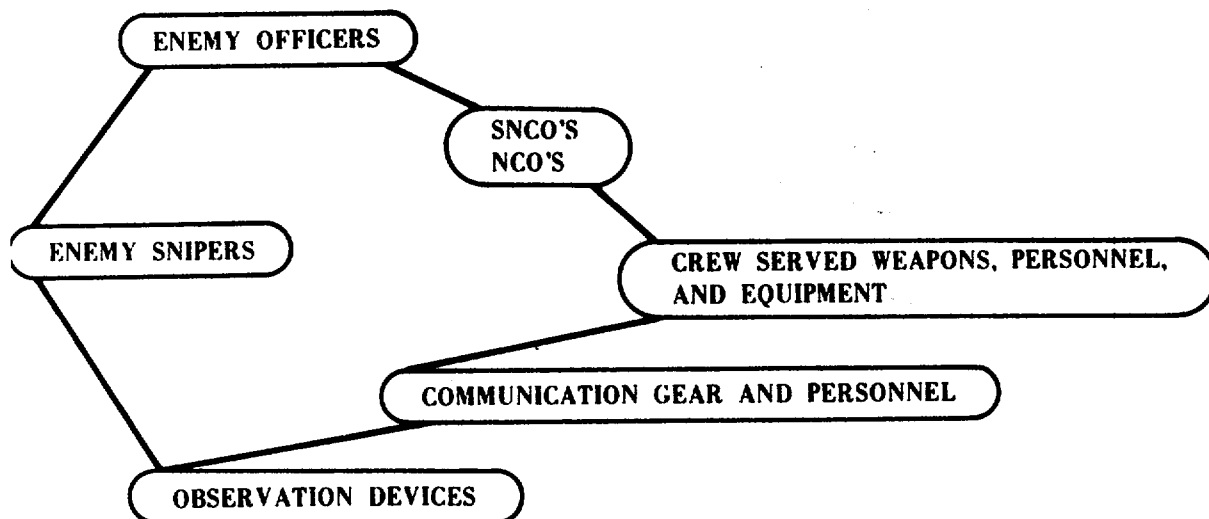 ENEMY OFFICERS
SNCO'S
NCO'S
ENEMY SNIPERS
CREW SERVED WEAPONS, PERSONNEL,
AND EQUIPMENT
COMMUNICATION GEAR AND PERSONNEL
OBSERVATION DEVICES